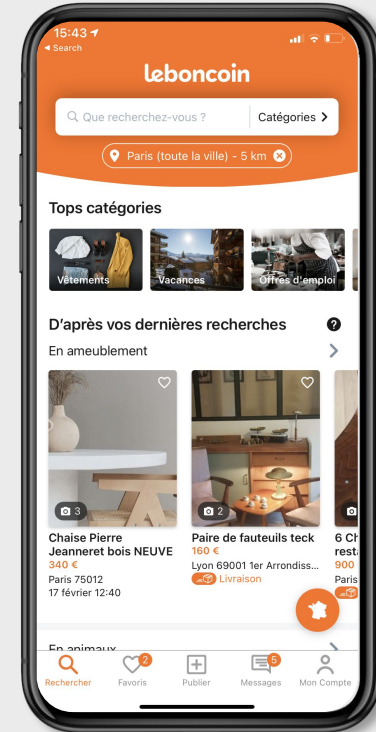 15:43
◀ Search
leboncoin
Que recherchez-vous ?
Catégories >
Paris (toute la ville) - 5 km
Tops catégories
Vêtements
Vacances
Offres d'emploi
D'après vos dernières recherches
?
En ameublement
3
2
Chaise Pierre
Jeanneret bois NEUVE
340 €
Paris 75012
17 février 12:40
Paire de fauteuils teck
160 €
Lyon 69001 1er Arrondiss...
Livraison
6
900
Paris
En animaux
2
5
Rechercher
Favoris
Publier
Messages
Mon Compte